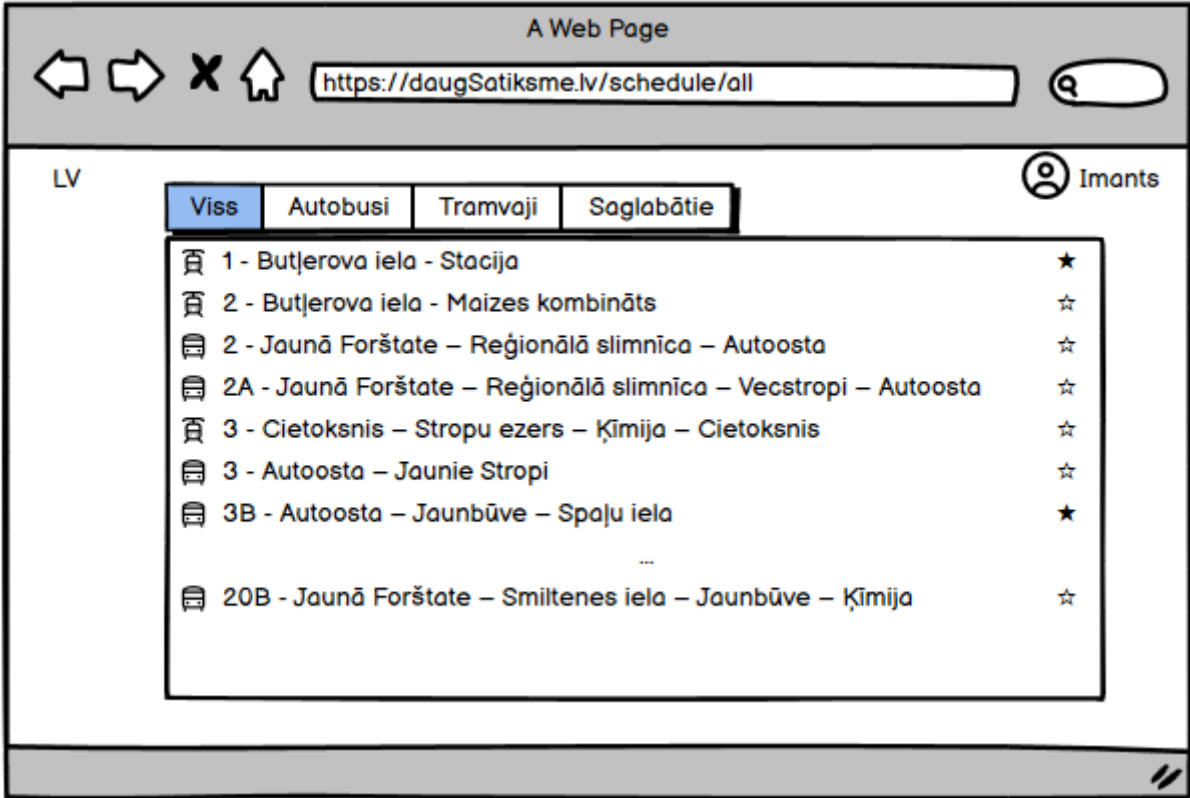 A Web Page
https://daugSatiksme.lv/schedule/all
LV
Imants
Viss Autobusi Tramvaji Saglabātie
1 - Butļerova iela - Stacija
2 - Butļerova iela - Maizes kombināts
2 - Jaunā Forštate – Reģionālā slimnīca – Autoosta
2A - Jaunā Forštate – Reģionālā slimnīca – Vecstropi – Autoosta
3 - Cietoksnis – Stropu ezers – Ķīmija – Cietoksnis
3 - Autoosta – Jaunie Stropi
3B - Autoosta – Jaunbūve – Spaļu iela
...
20B - Jaunā Forštate – Smiltenes iela – Jaunbūve – Ķīmija